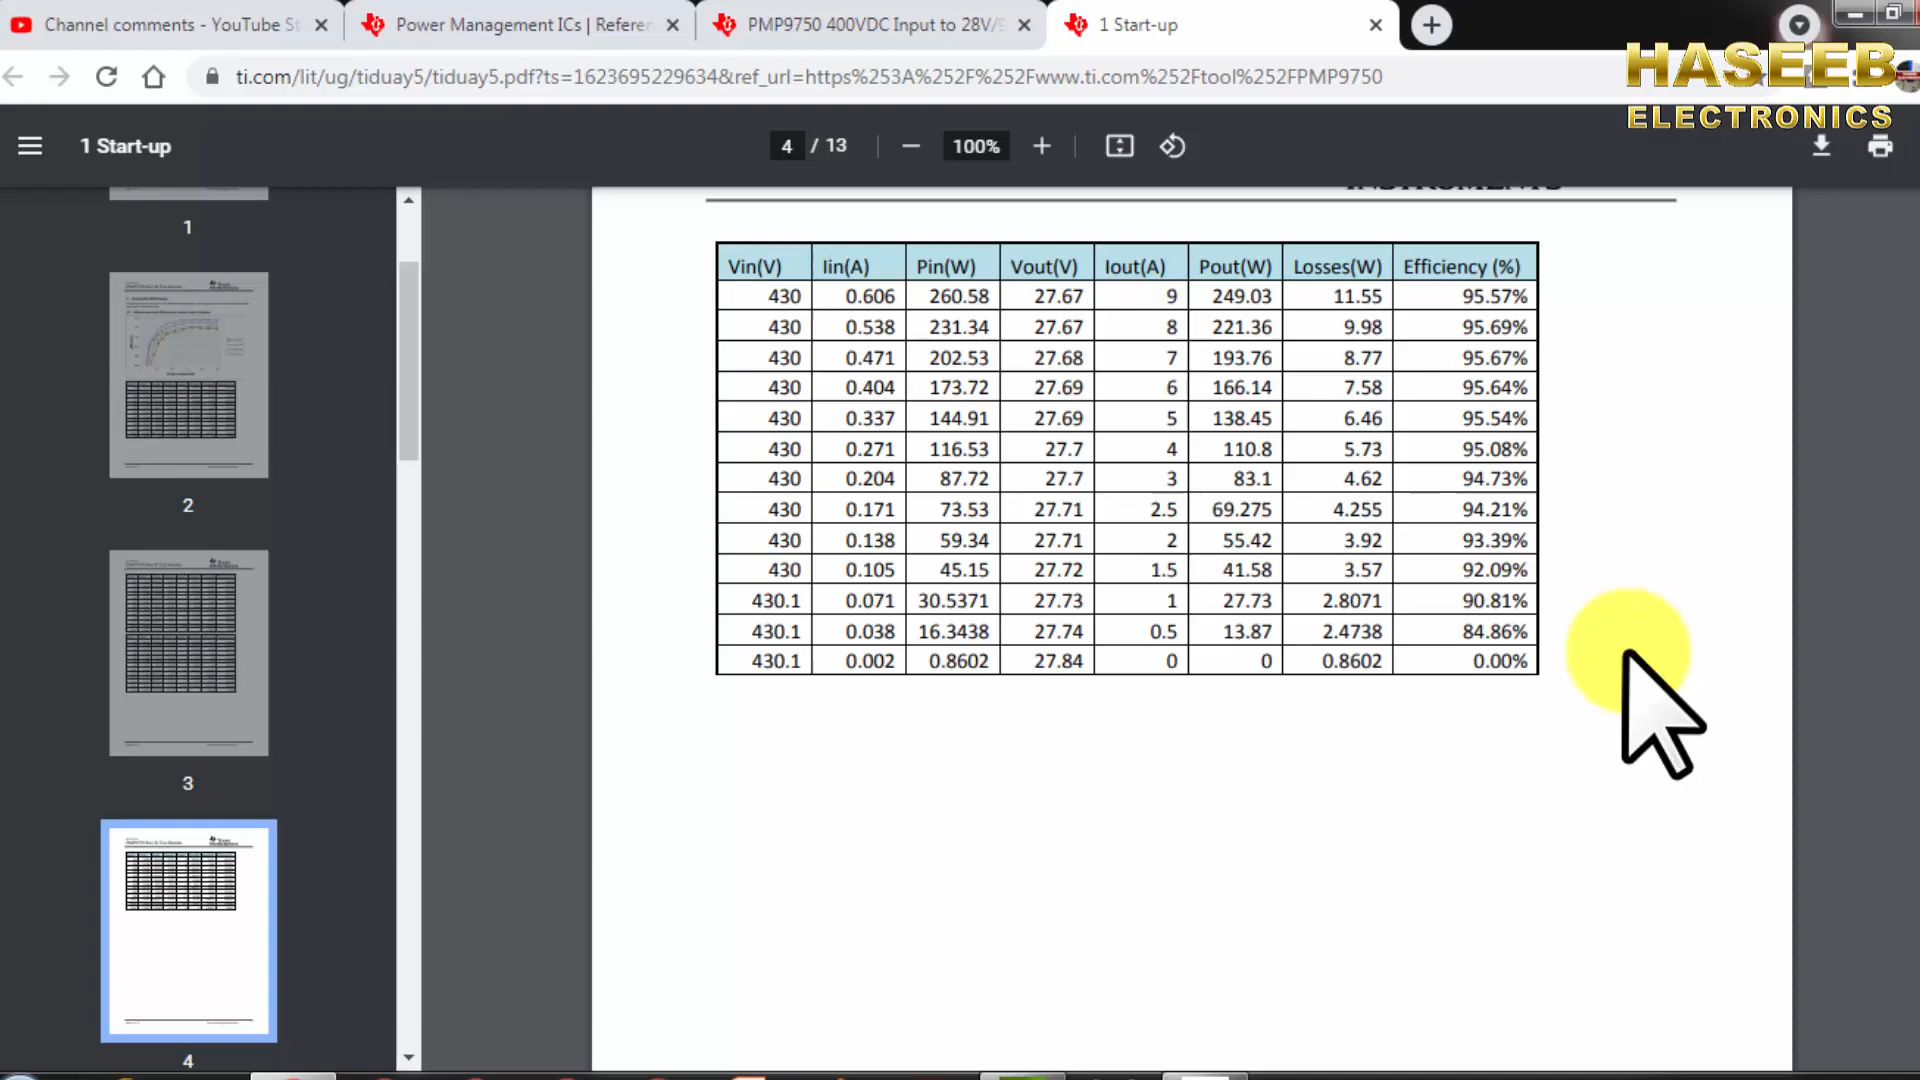 Channel comments - YouTube St
Power Management ICs | Referen
PMP9750 400VDC Input to 28V/9
1 Start-up
ti.com/lit/ug/tiduay5/tiduay5.pdf?ts=1623695229634&ref_url=https%253A%252F%252Fwww.ti.com%252Ftool%252FPMP9750
HASEEB
ELECTRONICS
1 Start-up
4 / 13
100%
INSTRUMENTS
1
2
3
4
Vin(V) Iin(A) Pin(W) Vout(V) Iout(A) Pout(W) Losses(W) Efficiency (%)
430 0.606 260.58 27.67 9 249.03 11.55 95.57%
430 0.538 231.34 27.67 8 221.36 9.98 95.69%
430 0.471 202.53 27.68 7 193.76 8.77 95.67%
430 0.404 173.72 27.69 6 166.14 7.58 95.64%
430 0.337 144.91 27.69 5 138.45 6.46 95.54%
430 0.271 116.53 27.7 4 110.8 5.73 95.08%
430 0.204 87.72 27.7 3 83.1 4.62 94.73%
430 0.171 73.53 27.71 2.5 69.275 4.255 94.21%
430 0.138 59.34 27.71 2 55.42 3.92 93.39%
430 0.105 45.15 27.72 1.5 41.58 3.57 92.09%
430.1 0.071 30.5371 27.73 1 27.73 2.8071 90.81%
430.1 0.038 16.3438 27.74 0.5 13.87 2.4738 84.86%
430.1 0.002 0.8602 27.84 0 0 0.8602 0.00%